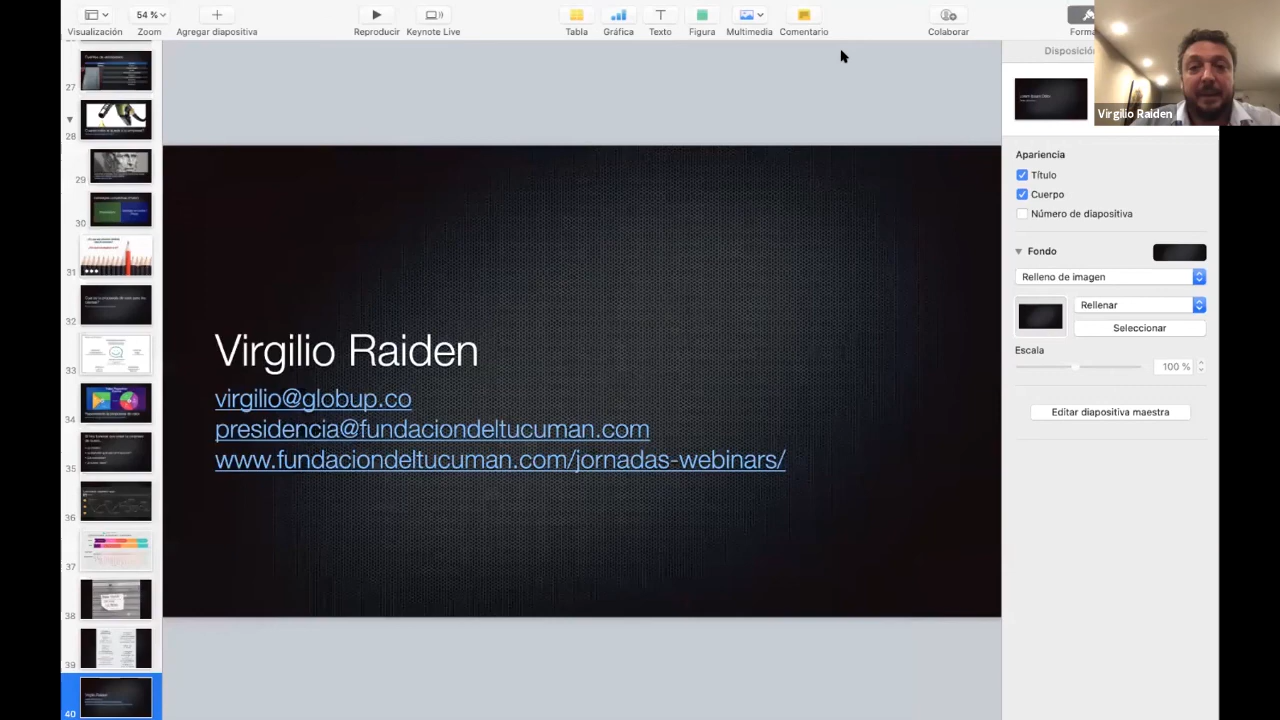 54 %
Visualización
Zoom
Agregar diapositiva
Reproducir
Keynote Live
Tabla
Gráfica
Texto
Figura
Multimedia
Comentario
Colaborar
Forma
Disposició
Virgilio Raiden
27
28
29
30
31
32
33
34
35
36
37
38
39
40
Virgilio Raiden
virgilio@globup.co
presidencia@fundaciondeltucuman.com
www.fundaciondeltucuman.com/jornadas-webinars/
Apariencia
Título
Cuerpo
Número de diapositiva
Fondo
Relleno de imagen
Rellenar
Seleccionar
Escala
100 %
Editar diapositiva maestra